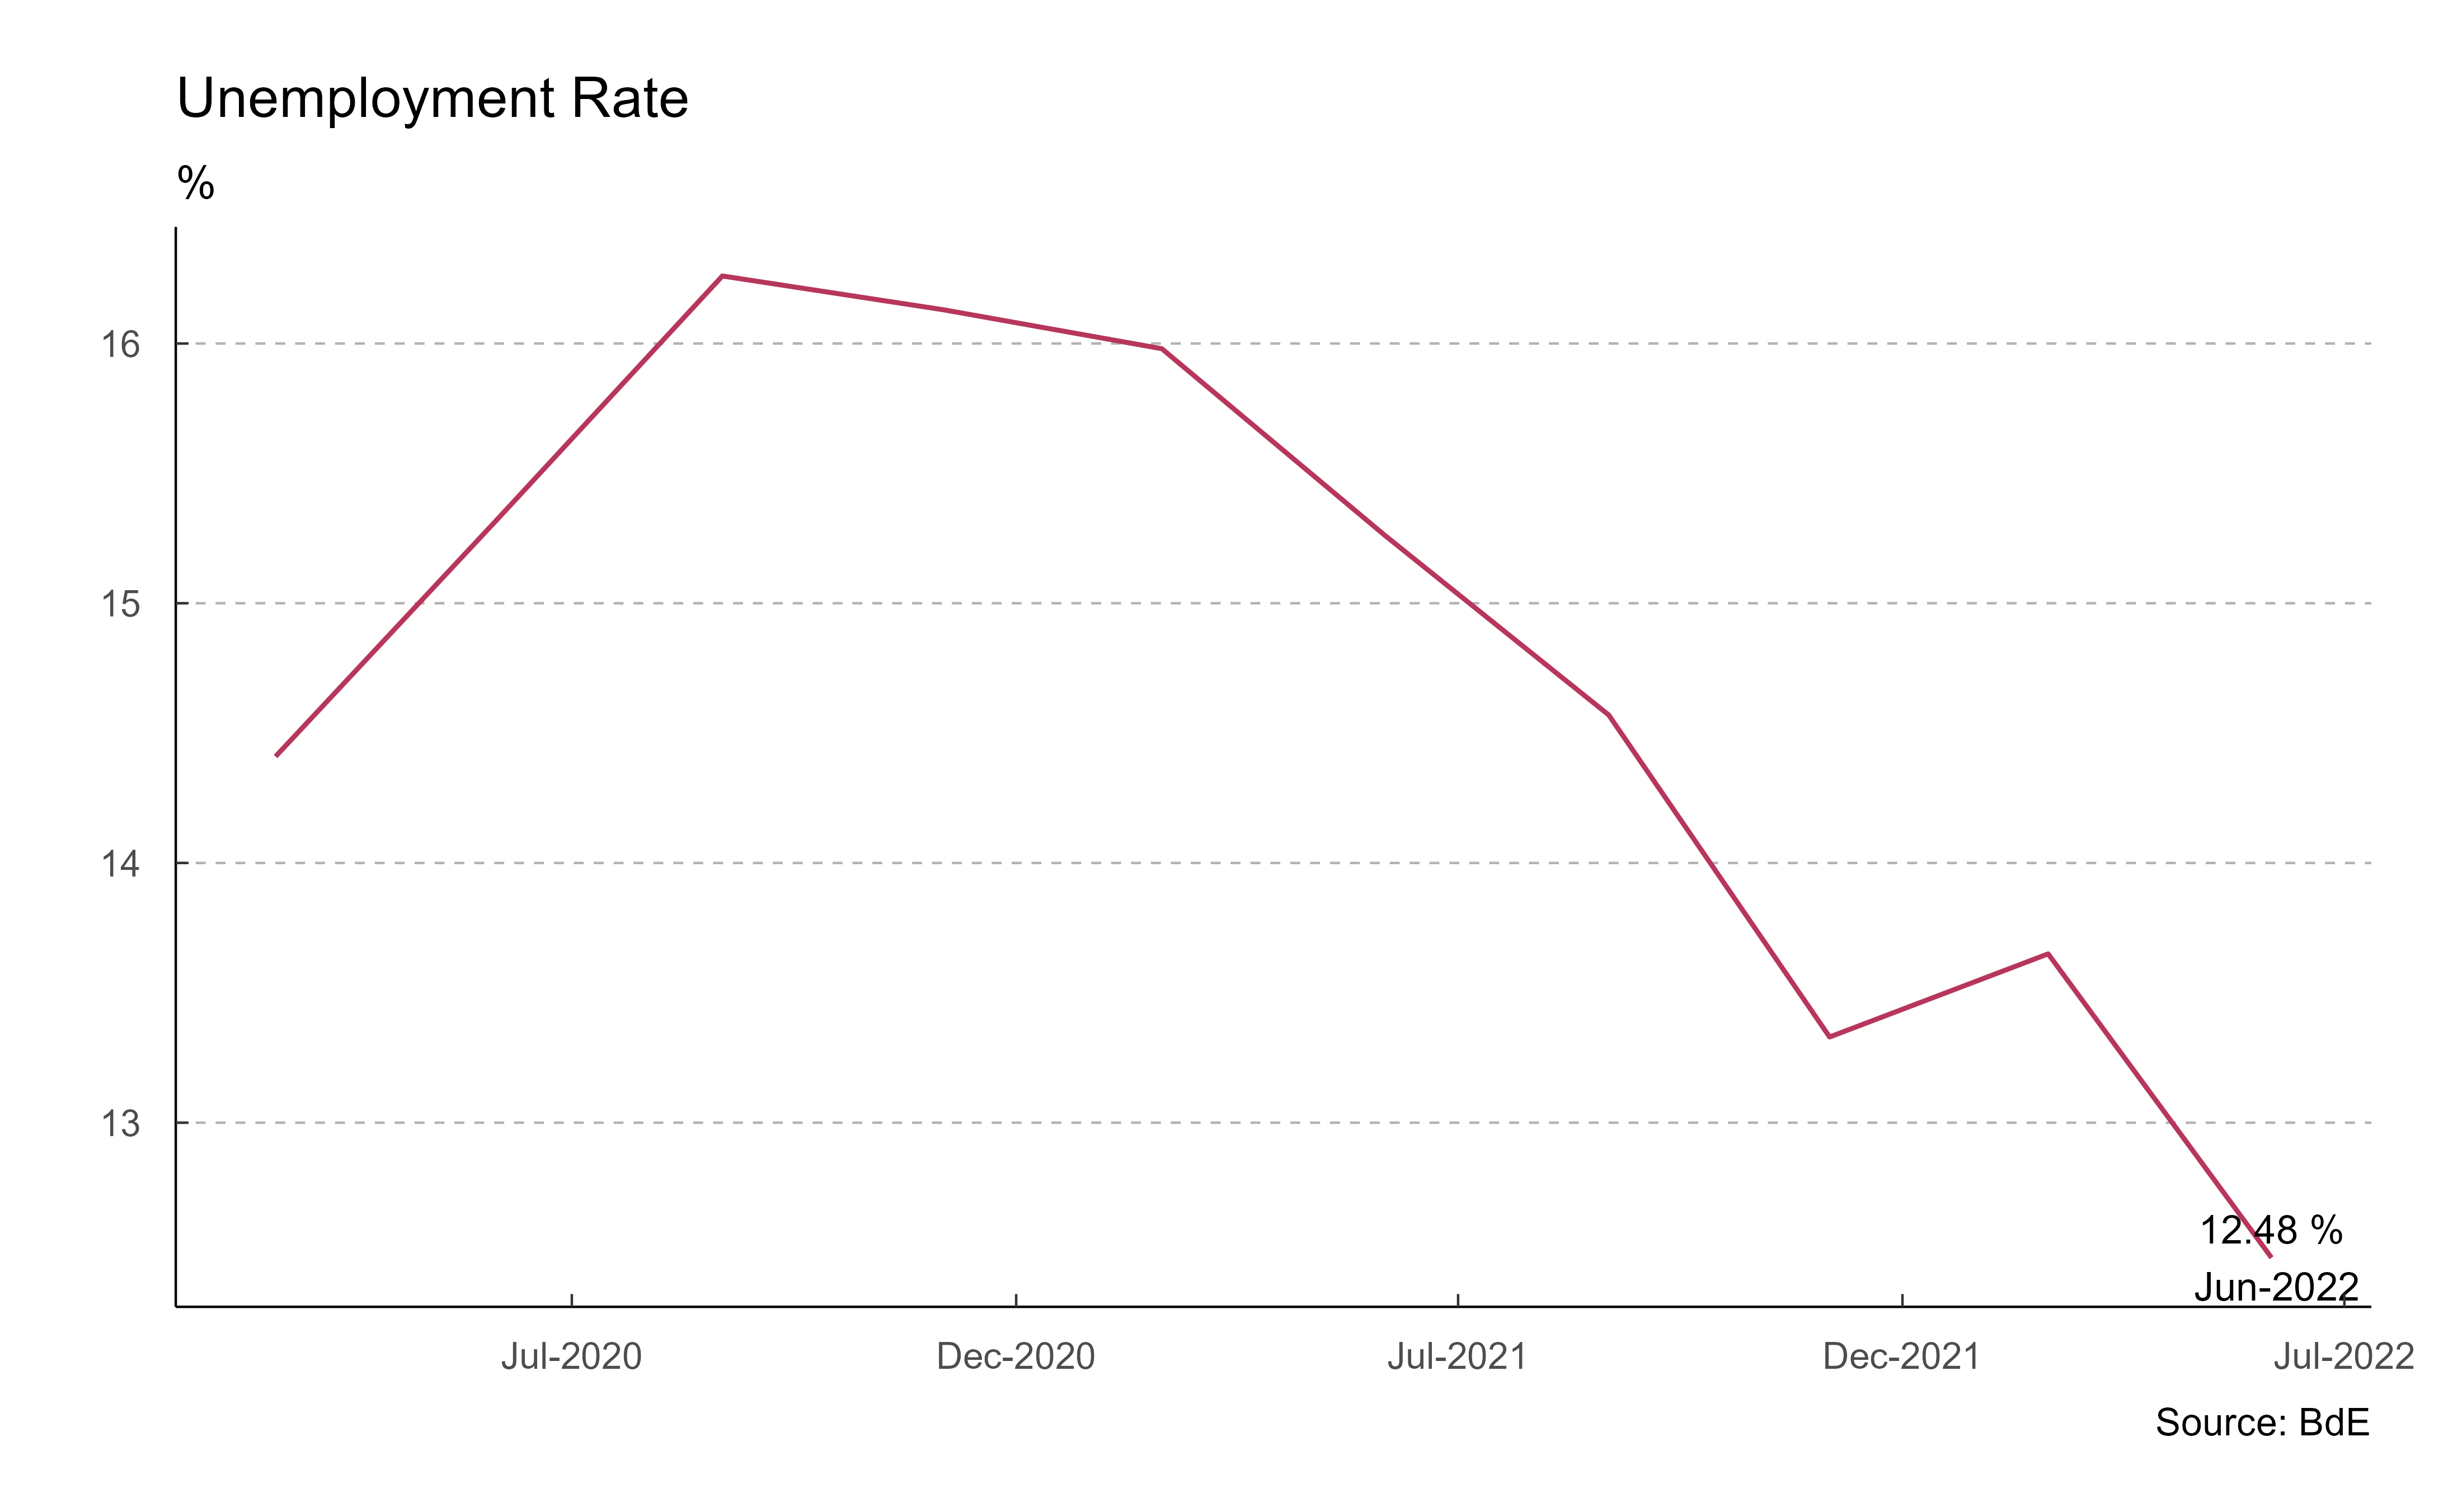 Unemployment Rate
%
16
15
14
13
12.48 %
Jun-2022
Jul-2020 Dec-2020 Jul-2021 Dec-2021 Jul-2022
Source: BdE